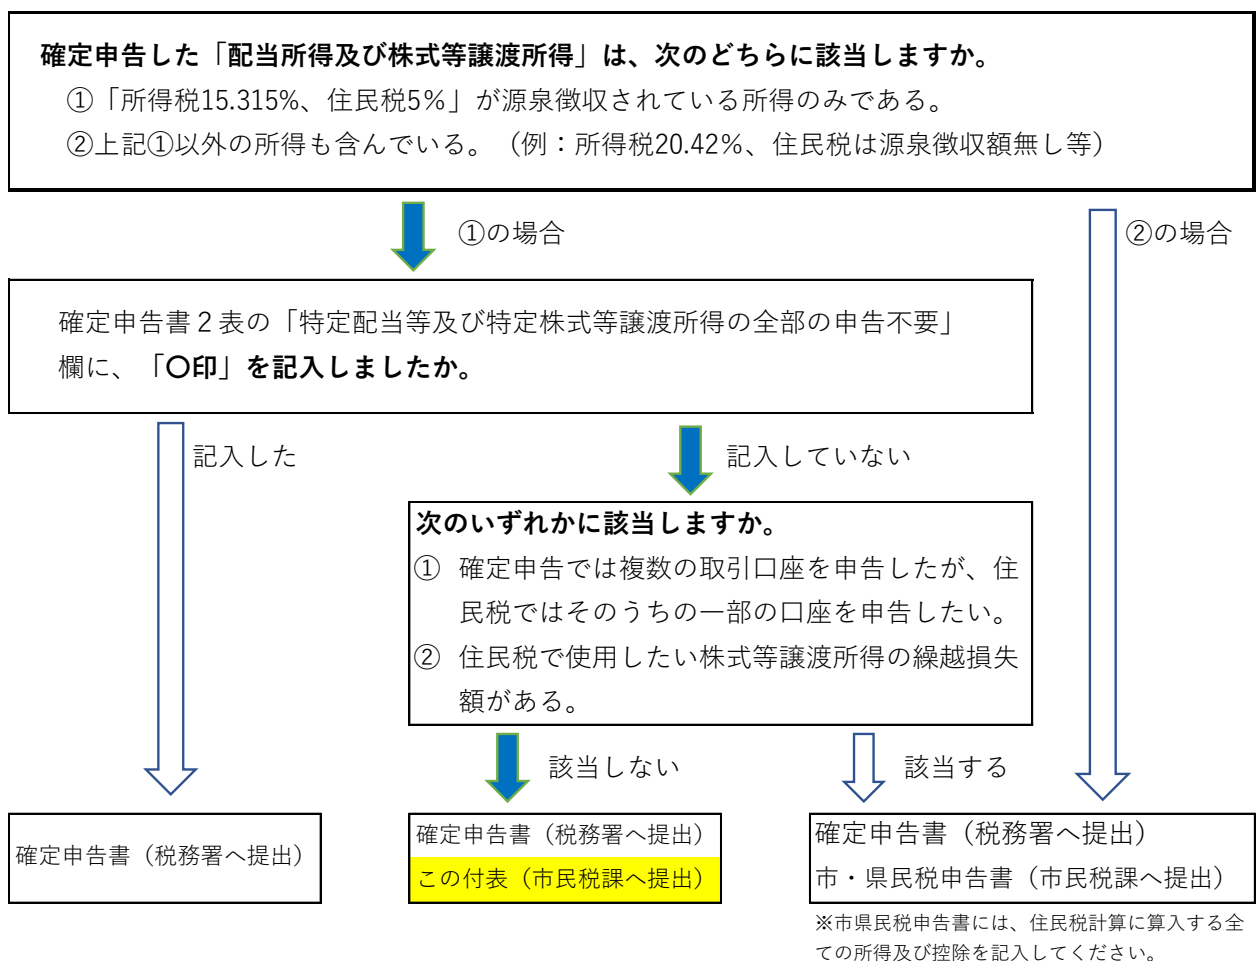 確定申告した「配当所得及び株式等譲渡所得」は、次のどちらに該当しますか。
①「所得税15.315%、住民税5%」が源泉徴収されている所得のみである。
②上記①以外の所得も含んでいる。（例：所得税20.42%、住民税は源泉徴収額無し等）
①の場合
②の場合
確定申告書２表の「特定配当等及び特定株式等譲渡所得の全部の申告不要」
欄に、「〇印」を記入しましたか。
記入した
記入していない
次のいずれかに該当しますか。
① 確定申告では複数の取引口座を申告したが、住
民税ではそのうちの一部の口座を申告したい。
② 住民税で使用したい株式等譲渡所得の繰越損失
額がある。
該当しない
該当する
確定申告書（税務署へ提出）
確定申告書（税務署へ提出）
この付表（市民税課へ提出）
確定申告書（税務署へ提出）
市・県民税申告書（市民税課へ提出）
※市県民税申告書には、住民税計算に算入する全
ての所得及び控除を記入してください。